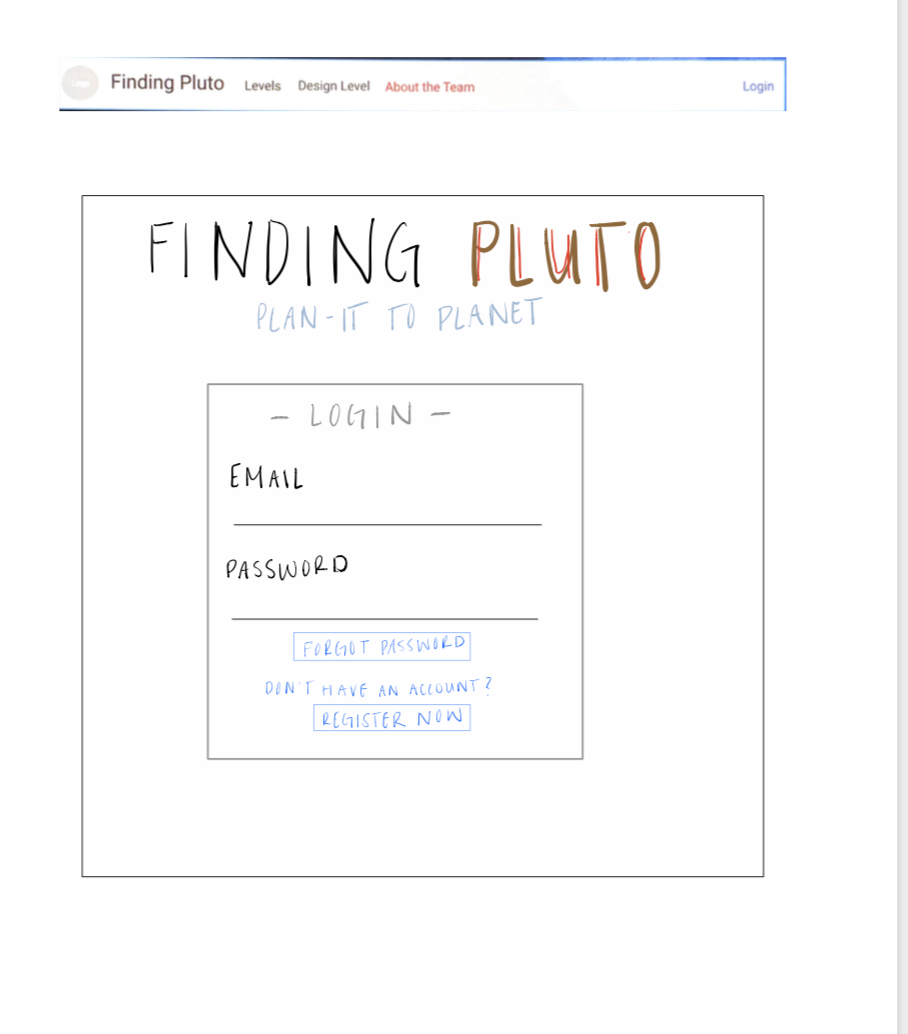 Logo
Finding Pluto Levels Design Level About the Team Login
FINDING PLUTO
PLAN-IT TO PLANET
- LOGIN -
EMAIL
PASSWORD
FORGOT PASSWORD
DON'T HAVE AN ACCOUNT?
REGISTER NOW